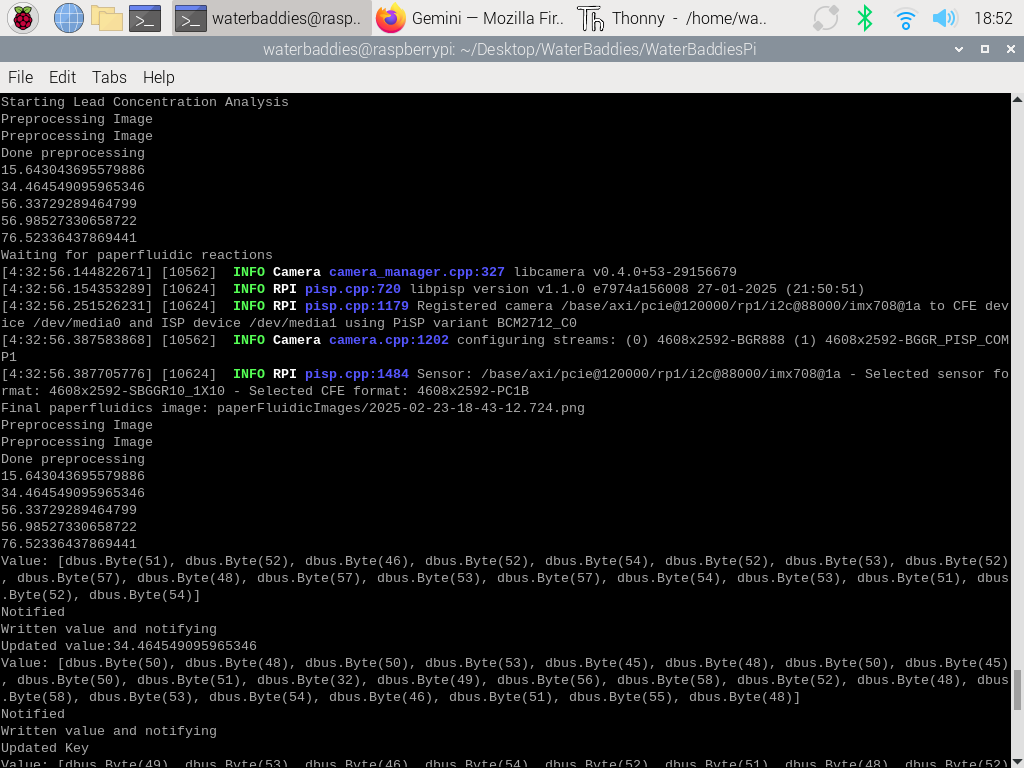 waterbaddies@rasp..
Gemini — Mozilla Fir..
Thonny - /home/wa..
18:52
waterbaddies@raspberrypi: ~/Desktop/WaterBaddies/WaterBaddiesPi
File Edit Tabs Help
Starting Lead Concentration Analysis
Preprocessing Image
Preprocessing Image
Done preprocessing
15.643043695579886
34.464549095965346
56.33729289464799
56.98527330658722
76.52336437869441
Waiting for paperfluidic reactions
[4:32:56.144822671] [10562]  INFO Camera camera_manager.cpp:327 libcamera v0.4.0+53-29156679
[4:32:56.154353289] [10624]  INFO RPI pisp.cpp:720 libpisp version v1.1.0 e7974a156008 27-01-2025 (21:50:51)
[4:32:56.251526231] [10624]  INFO RPI pisp.cpp:1179 Registered camera /base/axi/pcie@120000/rp1/i2c@88000/imx708@1a to CFE dev
ice /dev/media0 and ISP device /dev/media1 using PiSP variant BCM2712_C0
[4:32:56.387583868] [10562]  INFO Camera camera.cpp:1202 configuring streams: (0) 4608x2592-BGR888 (1) 4608x2592-BGGR_PISP_COM
P1
[4:32:56.387705776] [10624]  INFO RPI pisp.cpp:1484 Sensor: /base/axi/pcie@120000/rp1/i2c@88000/imx708@1a - Selected sensor fo
rmat: 4608x2592-SBGGR10_1X10 - Selected CFE format: 4608x2592-PC1B
Final paperfluidics image: paperFluidicImages/2025-02-23-18-43-12.724.png
Preprocessing Image
Preprocessing Image
Done preprocessing
15.643043695579886
34.464549095965346
56.33729289464799
56.98527330658722
76.52336437869441
Value: [dbus.Byte(51), dbus.Byte(52), dbus.Byte(46), dbus.Byte(52), dbus.Byte(54), dbus.Byte(52), dbus.Byte(53), dbus.Byte(52)
, dbus.Byte(57), dbus.Byte(48), dbus.Byte(57), dbus.Byte(53), dbus.Byte(57), dbus.Byte(54), dbus.Byte(53), dbus.Byte(51), dbus
.Byte(52), dbus.Byte(54)]
Notified
Written value and notifying
Updated value:34.464549095965346
Value: [dbus.Byte(50), dbus.Byte(48), dbus.Byte(50), dbus.Byte(53), dbus.Byte(45), dbus.Byte(48), dbus.Byte(50), dbus.Byte(45)
, dbus.Byte(50), dbus.Byte(51), dbus.Byte(32), dbus.Byte(49), dbus.Byte(56), dbus.Byte(58), dbus.Byte(52), dbus.Byte(48), dbus
.Byte(58), dbus.Byte(53), dbus.Byte(54), dbus.Byte(46), dbus.Byte(51), dbus.Byte(55), dbus.Byte(48)]
Notified
Written value and notifying
Updated Key
Value: [dbus.Byte(49), dbus.Byte(53), dbus.Byte(46), dbus.Byte(54), dbus.Byte(52), dbus.Byte(51), dbus.Byte(48), dbus.Byte(52)